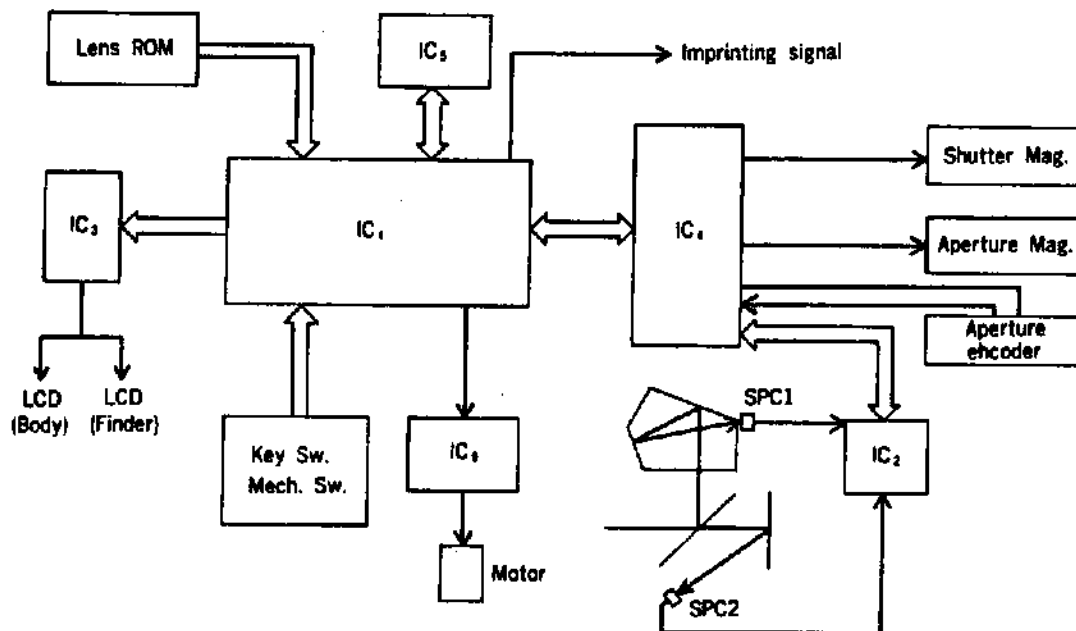 Lens ROM
IC₅
Imprinting signal
Shutter Mag.
IC₃
IC₁
IC₄
Aperture Mag.
Aperture
ehcoder
LCD
(Body)
LCD
(Finder)
SPC1
Key Sw.
Mech. Sw.
IC₆
IC₂
Motor
SPC2